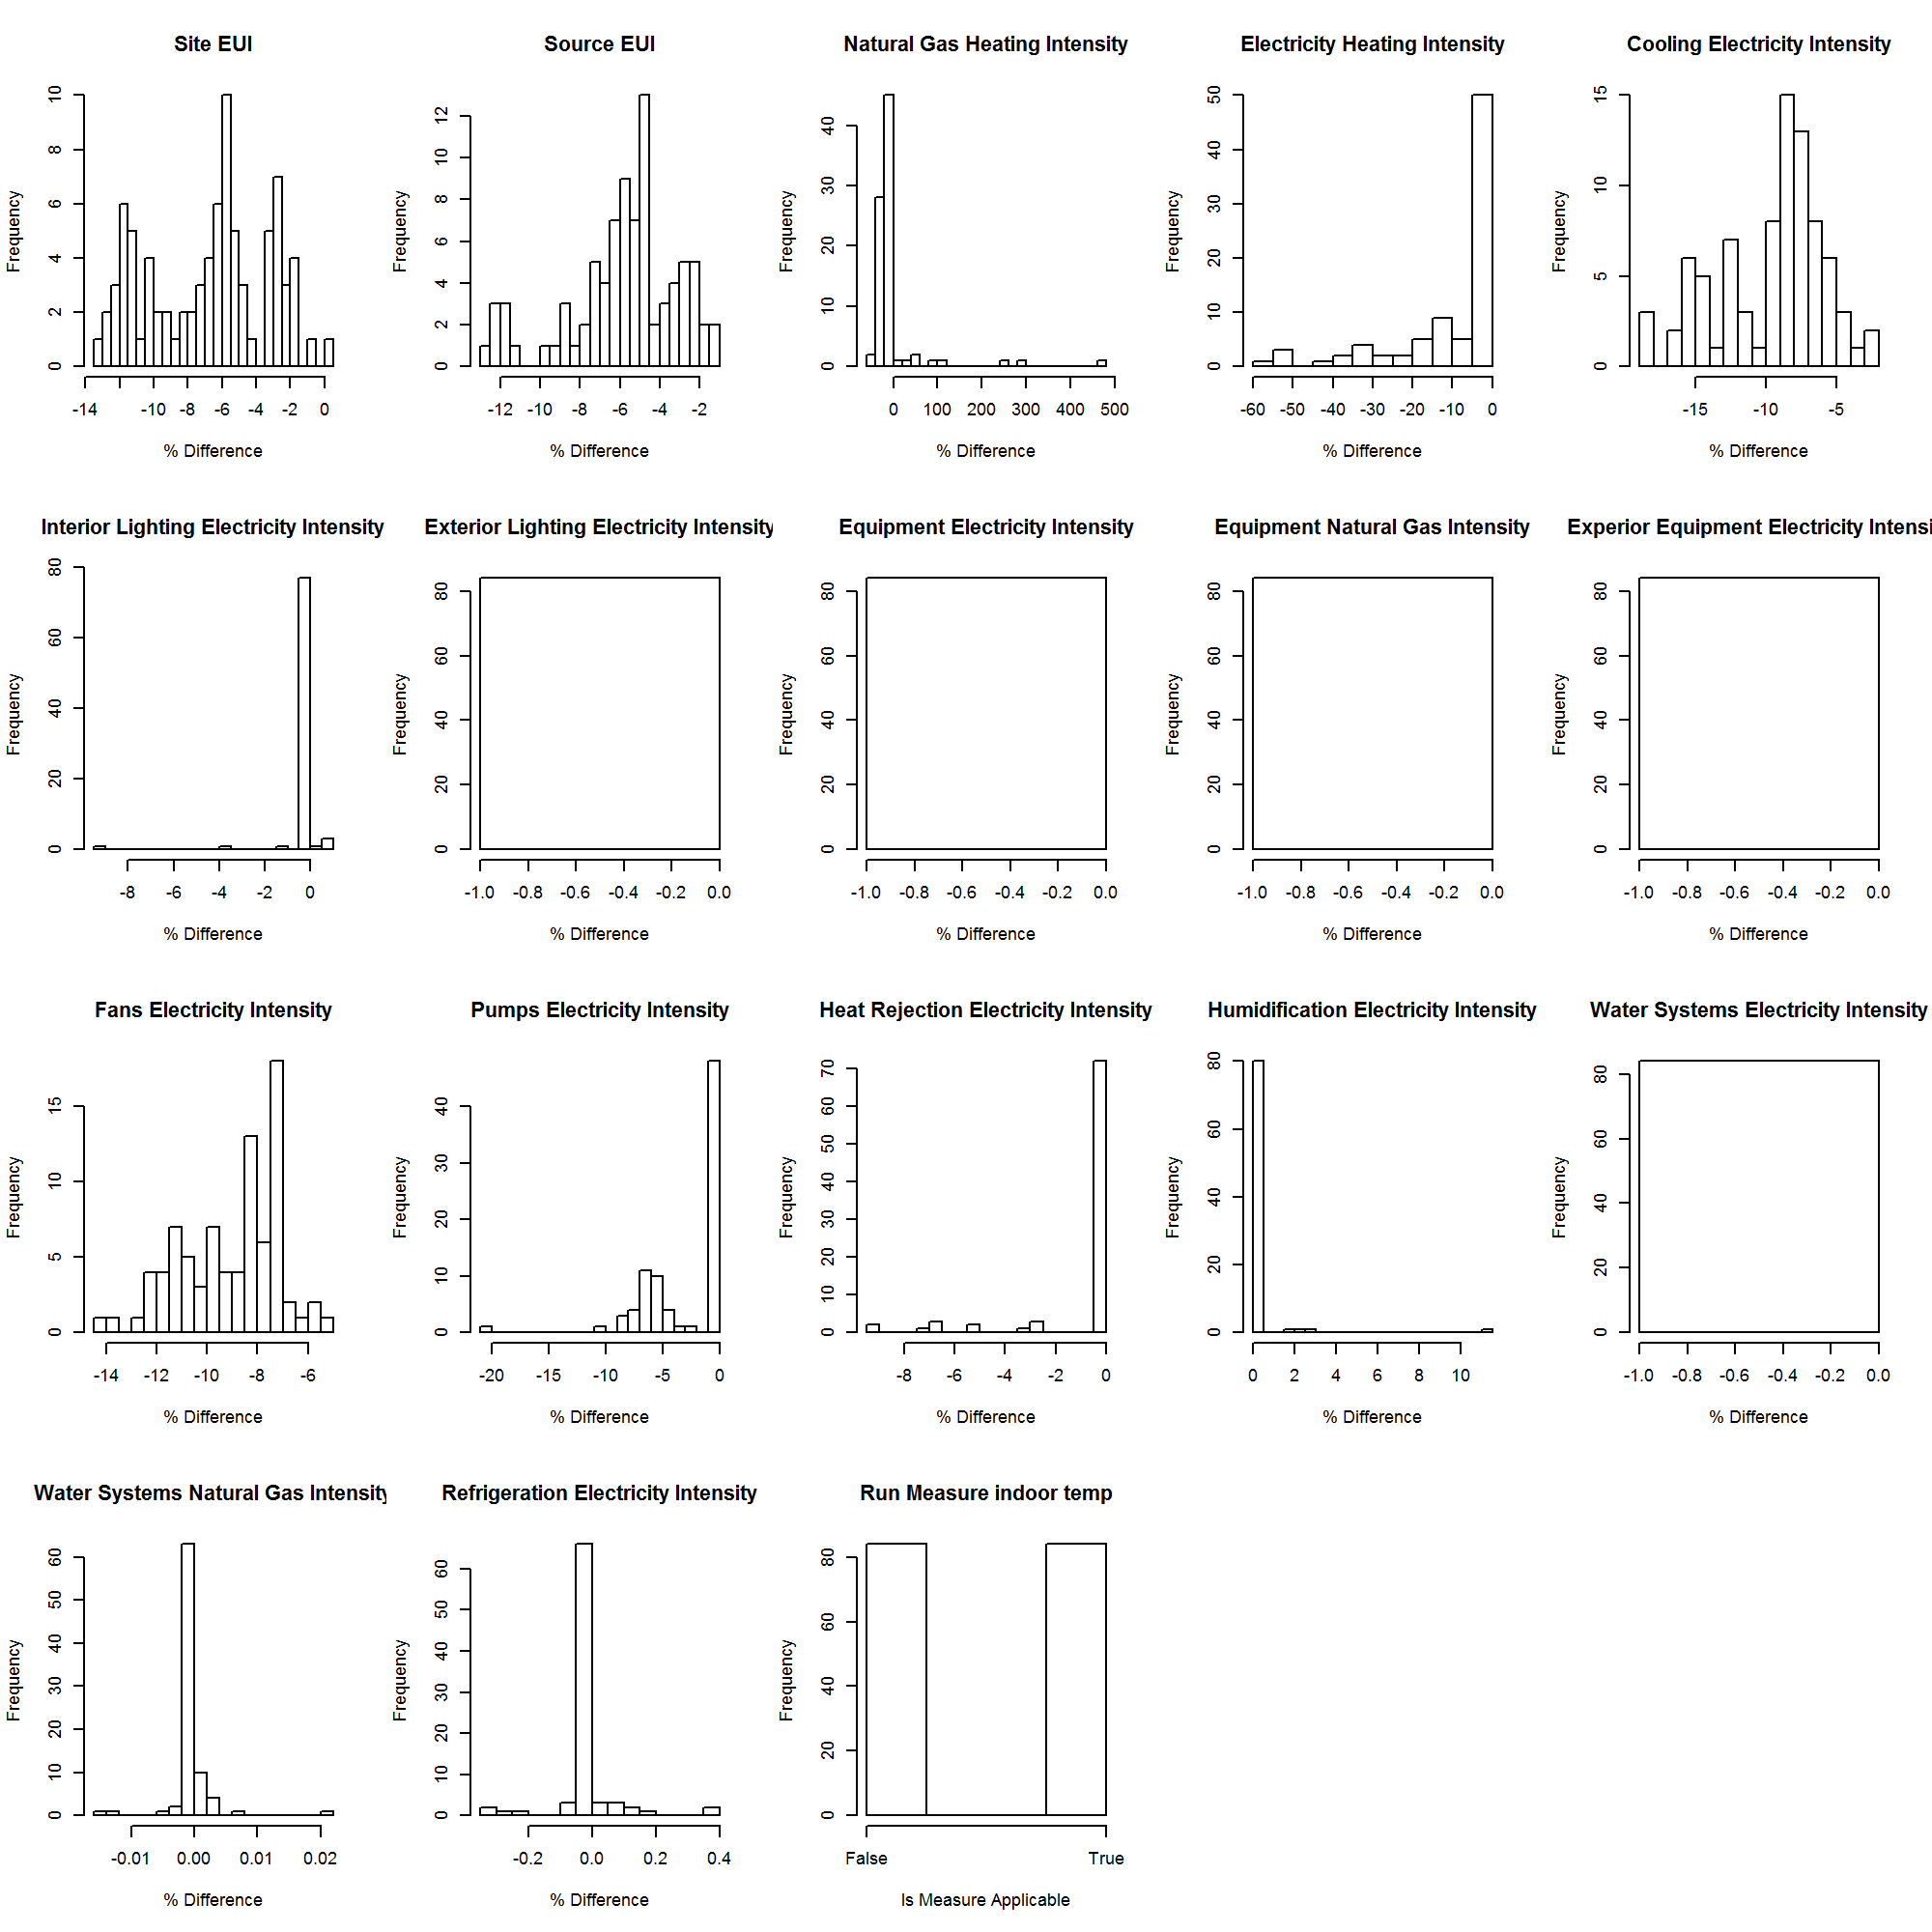 Site EUI
Frequency
0 2 4 6 8 10
-14 -10 -8 -6 -4 -2 0
% Difference
Source EUI
Frequency
0 2 4 6 8 10 12
-12 -10 -8 -6 -4 -2
% Difference
Natural Gas Heating Intensity
Frequency
0 10 20 30 40
0 100 200 300 400 500
% Difference
Electricity Heating Intensity
Frequency
0 10 20 30 40 50
-60 -50 -40 -30 -20 -10 0
% Difference
Cooling Electricity Intensity
Frequency
0 5 10 15
-15 -10 -5
% Difference
Interior Lighting Electricity Intensity
Frequency
0 20 40 60 80
-8 -6 -4 -2 0
% Difference
Exterior Lighting Electricity Intensity
Frequency
0 20 40 60 80
-1.0 -0.8 -0.6 -0.4 -0.2 0.0
% Difference
Equipment Electricity Intensity
Frequency
0 20 40 60 80
-1.0 -0.8 -0.6 -0.4 -0.2 0.0
% Difference
Equipment Natural Gas Intensity
Frequency
0 20 40 60 80
-1.0 -0.8 -0.6 -0.4 -0.2 0.0
% Difference
Experior Equipment Electricity Intensi
Frequency
0 20 40 60 80
-1.0 -0.8 -0.6 -0.4 -0.2 0.0
% Difference
Fans Electricity Intensity
Frequency
0 5 10 15
-14 -12 -10 -8 -6
% Difference
Pumps Electricity Intensity
Frequency
0 10 20 30 40
-20 -15 -10 -5 0
% Difference
Heat Rejection Electricity Intensity
Frequency
0 10 20 30 40 50 60 70
-8 -6 -4 -2 0
% Difference
Humidification Electricity Intensity
Frequency
0 20 40 60 80
0 2 4 6 8 10
% Difference
Water Systems Electricity Intensity
Frequency
0 20 40 60 80
-1.0 -0.8 -0.6 -0.4 -0.2 0.0
% Difference
Water Systems Natural Gas Intensity
Frequency
0 10 20 30 40 50 60
-0.01 0.00 0.01 0.02
% Difference
Refrigeration Electricity Intensity
Frequency
0 10 20 30 40 50 60
-0.2 0.0 0.2 0.4
% Difference
Run Measure indoor temp
Frequency
0 20 40 60 80
False True
Is Measure Applicable